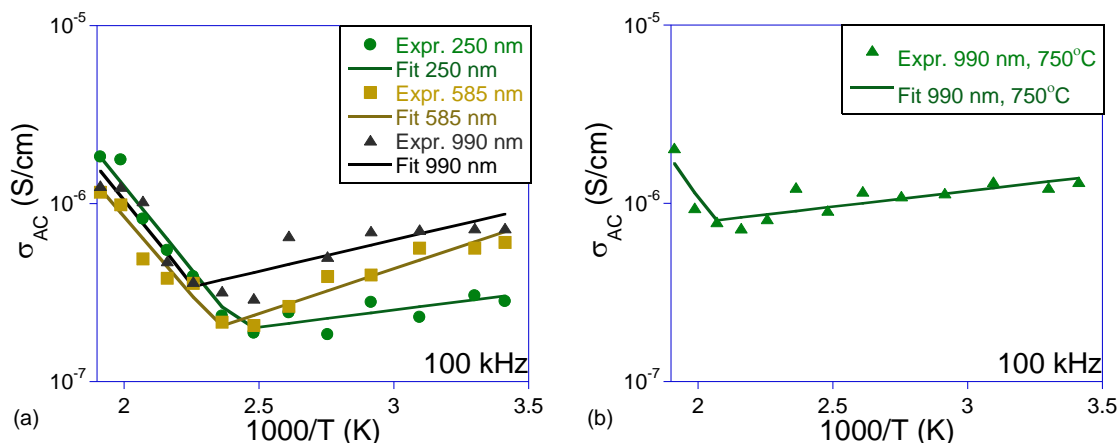 10^-5
10^-6
10^-7
σ_AC (S/cm)
Expr. 250 nm
Fit 250 nm
Expr. 585 nm
Fit 585 nm
Expr. 990 nm
Fit 990 nm
100 kHz
2 2.5 3 3.5
1000/T (K)
(a)
10^-5
10^-6
10^-7
σ_AC (S/cm)
Expr. 990 nm, 750°C
Fit 990 nm, 750°C
100 kHz
2 2.5 3 3.5
1000/T (K)
(b)